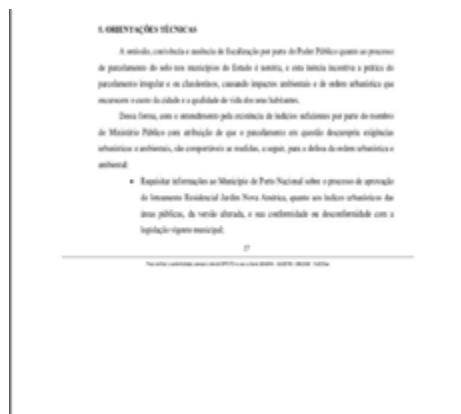 5. ORIENTAÇÕES TÉCNICAS
A omissão, conivência e ausência de fiscalização por parte do Poder Público quanto ao processo
de parcelamento do solo nos municípios do Estado é notória, e esta inércia incentiva a prática do
parcelamento irregular e ou clandestino, causando impactos ambientais e de ordem urbanística que
encarecem o custo da cidade e a qualidade de vida dos seus habitantes.
Dessa forma, com o entendimento pela existência de indícios suficientes por parte do membro
do Ministério Público com atribuição de que o parcelamento em questão descumpriu exigências
urbanísticas e ambientais, são comportáveis as medidas, a seguir, para a defesa da ordem urbanística e
ambiental:
• Requisitar informações ao Município de Porto Nacional sobre o processo de aprovação
do loteamento Residencial Jardim Nova América, quanto aos índices urbanísticos das
áreas públicas, da versão alterada, e sua conformidade ou desconformidade com a
legislação vigente municipal;
27